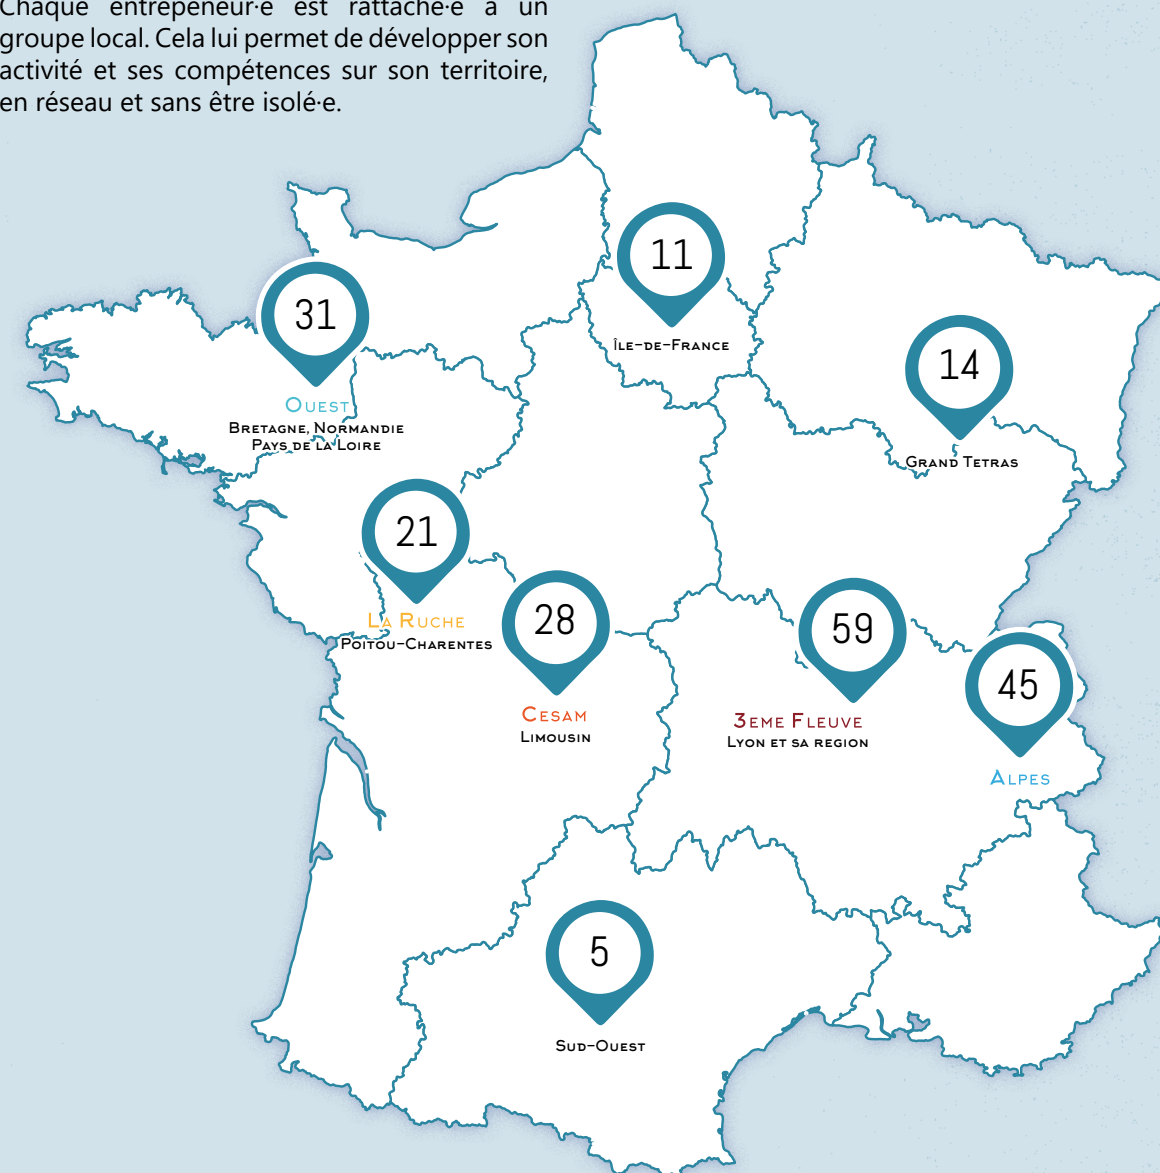 Chaque entrepeneur·e est rattaché·e à un
groupe local. Cela lui permet de développer son
activité et ses compétences sur son territoire,
en réseau et sans être isolé·e.
11
Île-de-France
31
Ouest
Bretagne, Normandie
Pays de la Loire
14
Grand Tetras
21
La Ruche
Poitou-Charentes
28
Cesam
Limousin
59
3eme Fleuve
Lyon et sa region
45
Alpes
5
Sud-Ouest